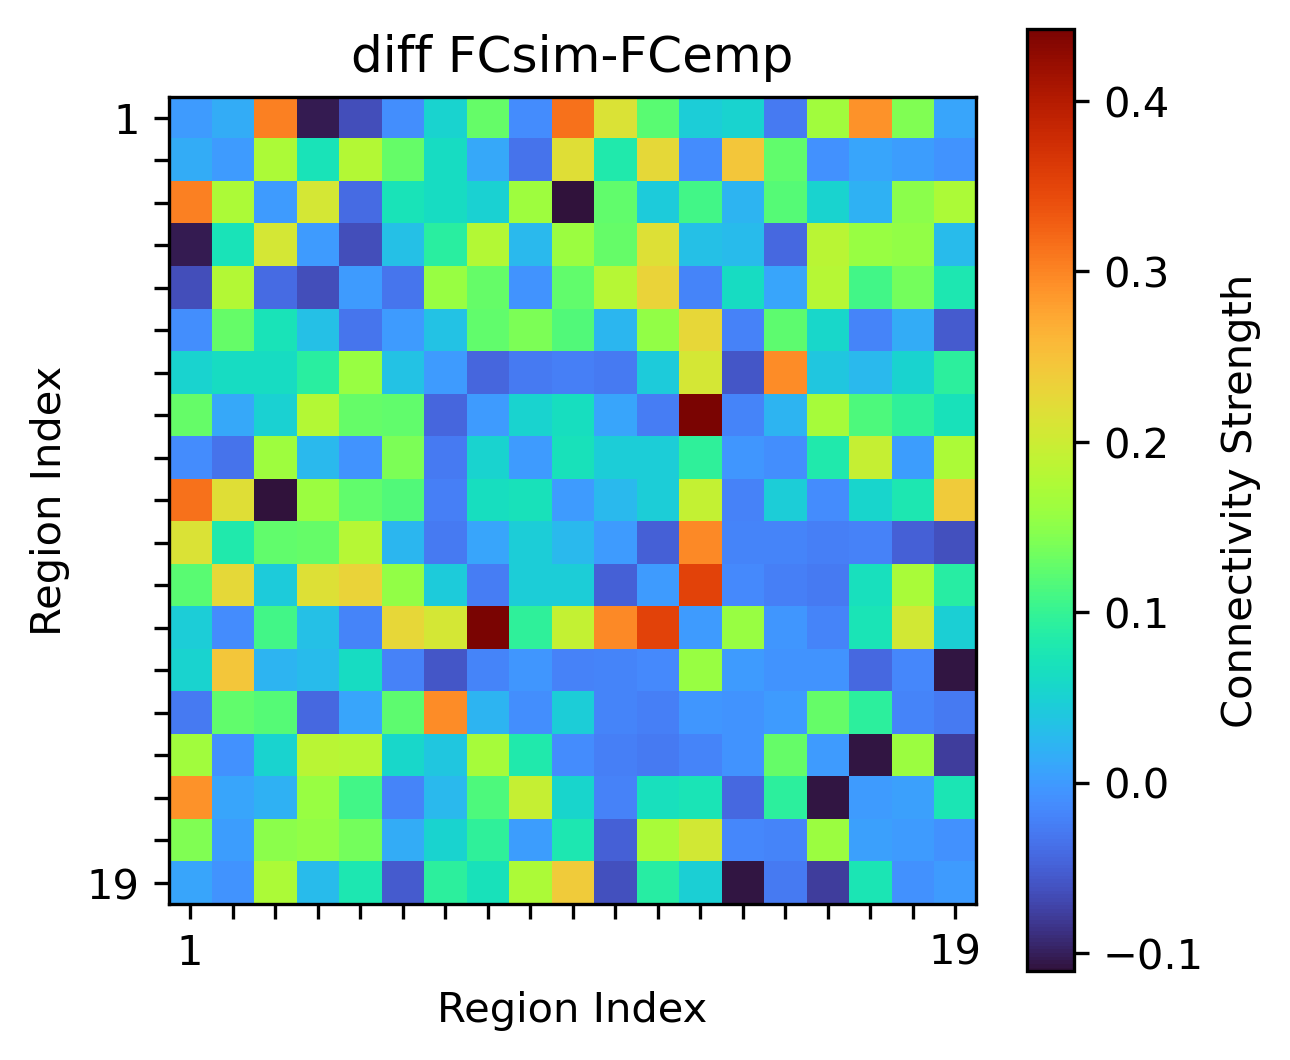 diff FCsim-FCemp
1
19
Region Index
1
19
Region Index
0.4
0.3
0.2
0.1
0.0
−0.1
Connectivity Strength